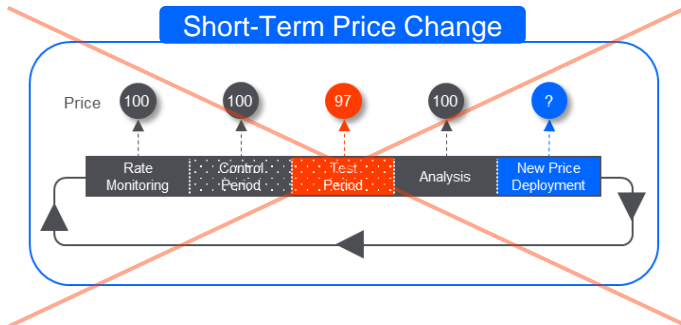 Short-Term Price Change
Price 100 100 97 100 ?
Rate Monitoring
Control Period
Test Period
Analysis
New Price Deployment